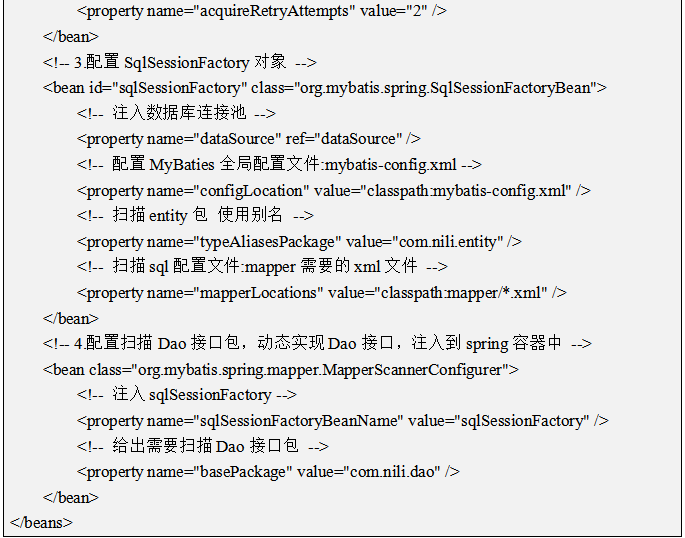 <property name="acquireRetryAttempts" value="2" />
</bean>
<!-- 3.配置 SqlSessionFactory 对象 -->
<bean id="sqlSessionFactory" class="org.mybatis.spring.SqlSessionFactoryBean">
<!-- 注入数据库连接池 -->
<property name="dataSource" ref="dataSource" />
<!-- 配置 MyBaties 全局配置文件:mybatis-config.xml -->
<property name="configLocation" value="classpath:mybatis-config.xml" />
<!-- 扫描 entity 包 使用别名 -->
<property name="typeAliasesPackage" value="com.nili.entity" />
<!-- 扫描 sql 配置文件:mapper 需要的 xml 文件 -->
<property name="mapperLocations" value="classpath:mapper/*.xml" />
</bean>
<!-- 4.配置扫描 Dao 接口包，动态实现 Dao 接口，注入到 spring 容器中 -->
<bean class="org.mybatis.spring.mapper.MapperScannerConfigurer">
<!-- 注入 sqlSessionFactory -->
<property name="sqlSessionFactoryBeanName" value="sqlSessionFactory" />
<!-- 给出需要扫描 Dao 接口包 -->
<property name="basePackage" value="com.nili.dao" />
</bean>
</beans>